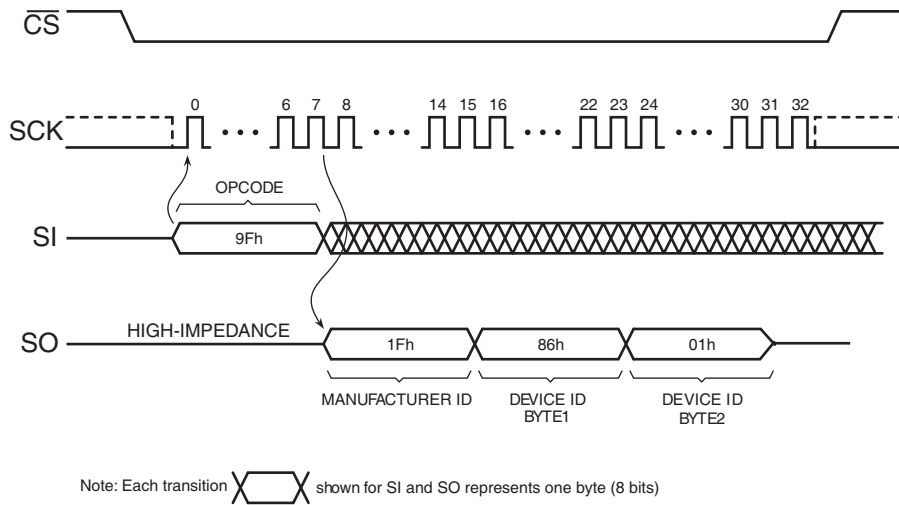 CS
0 6 7 8 14 15 16 22 23 24 30 31 32
SCK
OPCODE
SI 9Fh
HIGH-IMPEDANCE
SO 1Fh 86h 01h
MANUFACTURER ID DEVICE ID DEVICE ID
BYTE1 BYTE2
Note: Each transition shown for SI and SO represents one byte (8 bits)